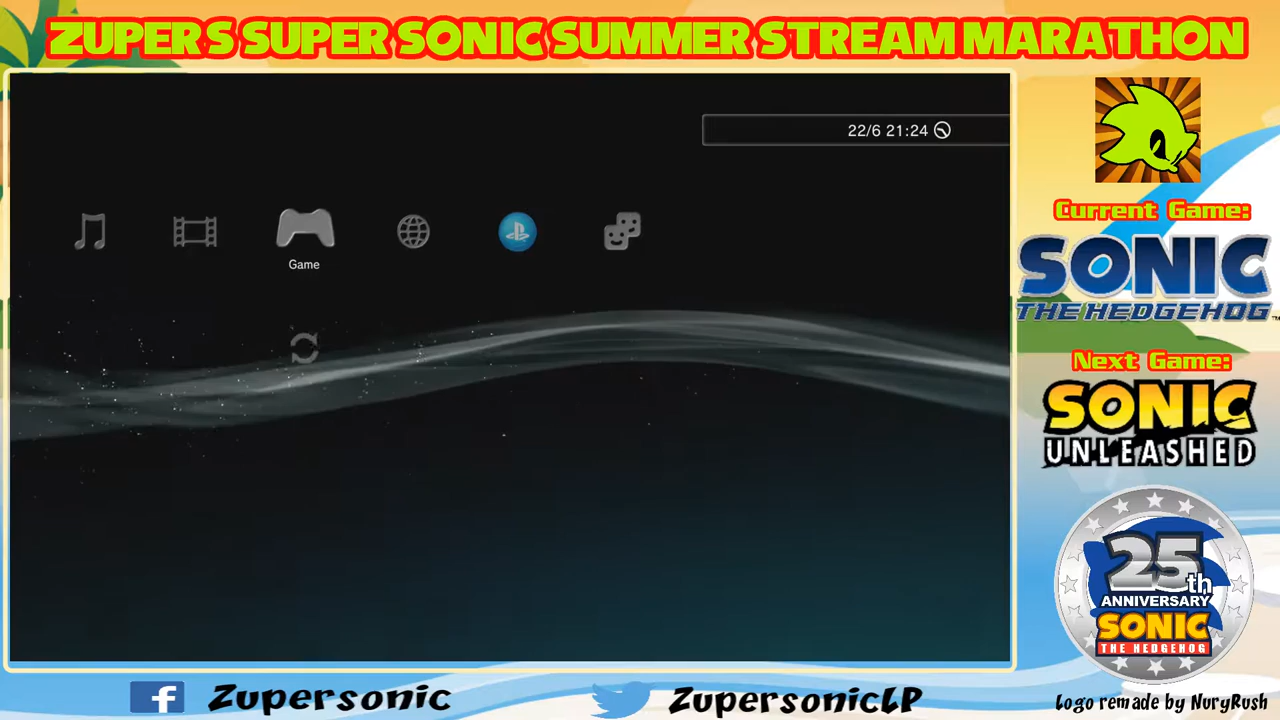 ZUPERS SUPER SONIC SUMMER STREAM MARATHON
22/6 21:24
Game
Current Game:
SONIC
THE HEDGEHOG
TM
Next Game:
SONIC
UNLEASHED
25th
ANNIVERSARY
SONIC
THE HEDGEHOG
f Zupersonic
ZupersonicLP
Logo remade by NuryRush